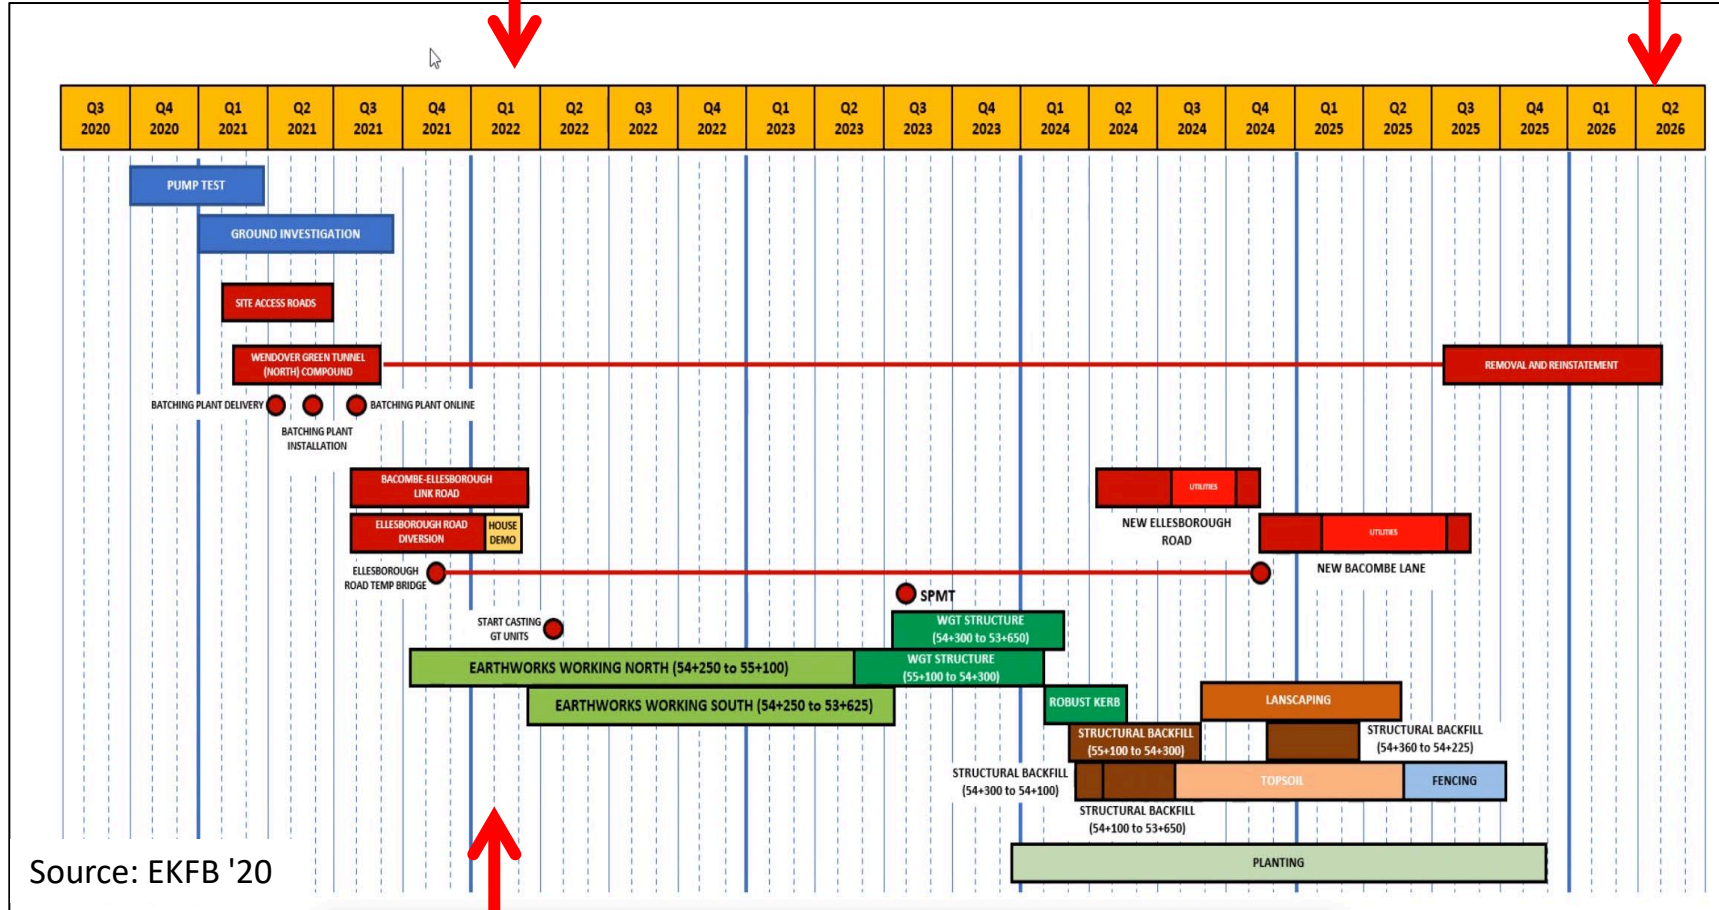 Q3 Q4 Q1 Q2 Q3 Q4 Q1 Q2 Q3 Q4 Q1 Q2 Q3 Q4 Q1 Q2 Q3 Q4 Q1 Q2 Q3 Q4 Q1 Q2
2020 2020 2021 2021 2021 2021 2022 2022 2022 2022 2023 2023 2023 2023 2024 2024 2024 2024 2025 2025 2025 2025 2026 2026
PUMP TEST
GROUND INVESTIGATION
SITE ACCESS ROADS
WENDOVER GREEN TUNNEL
(NORTH) COMPOUND
REMOVAL AND REINSTATEMENT
BATCHING PLANT DELIVERY
BATCHING PLANT ONLINE
BATCHING PLANT
INSTALLATION
BACOMBE-ELLESBOROUGH
LINK ROAD
UTILITIES
ELLESBOROUGH ROAD
DIVERSION
HOUSE
DEMO
NEW ELLESBOROUGH
ROAD
UTILITIES
NEW BACOMBE LANE
ELLESBOROUGH
ROAD TEMP BRIDGE
SPMT
START CASTING
GT UNITS
WGT STRUCTURE
(54+300 to 53+650)
EARTHWORKS WORKING NORTH (54+250 to 55+100)
WGT STRUCTURE
(55+100 to 54+300)
EARTHWORKS WORKING SOUTH (54+250 to 53+625)
ROBUST KERB
LANSCAPING
STRUCTURAL BACKFILL
(55+100 to 54+300)
STRUCTURAL BACKFILL
(54+360 to 54+225)
STRUCTURAL BACKFILL
(54+300 to 54+100)
TOPSOIL
FENCING
STRUCTURAL BACKFILL
(54+100 to 53+650)
PLANTING
Source: EKFB '20